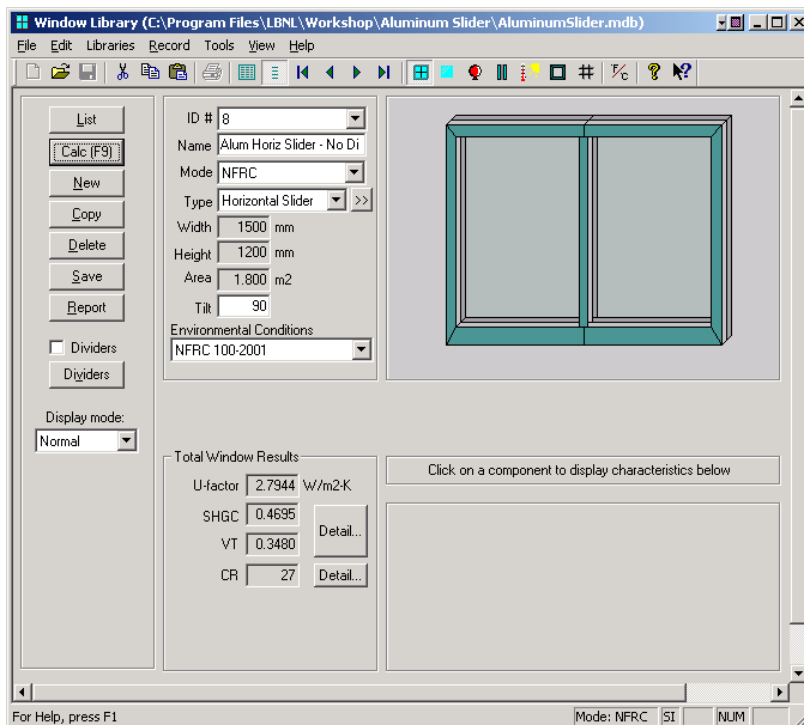 Window Library (C:\Program Files\LBNL\Workshop\Aluminum Slider\AluminumSlider.mdb)
File Edit Libraries Record Tools View Help
List
Calc (F9)
New
Copy
Delete
Save
Report
Dividers
Dividers
Display mode:
Normal
ID # 8
Name Alum Horiz Slider - No Di
Mode NFRC
Type Horizontal Slider >>
Width 1500 mm
Height 1200 mm
Area 1.800 m2
Tilt 90
Environmental Conditions
NFRC 100-2001
Total Window Results
U-factor 2.7944 W/m2-K
SHGC 0.4695
VT 0.3480
Detail...
CR 27 Detail...
Click on a component to display characteristics below
For Help, press F1
Mode: NFRC SI NUM